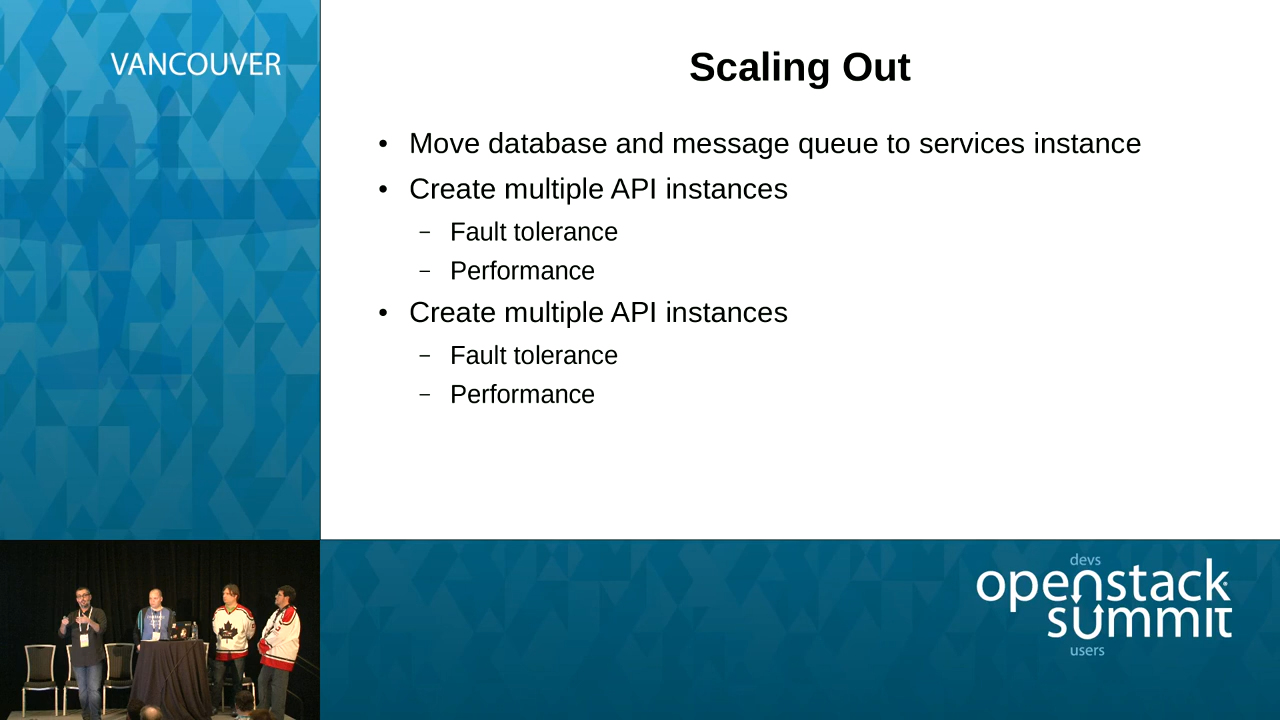 VANCOUVER
Scaling Out
• Move database and message queue to services instance
• Create multiple API instances
– Fault tolerance
– Performance
• Create multiple API instances
– Fault tolerance
– Performance
devs
openstack
summit
users